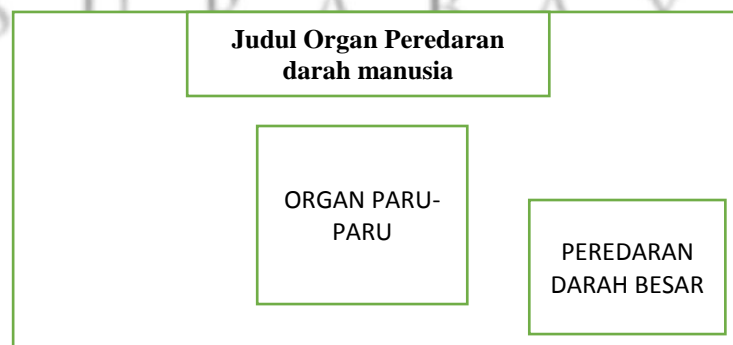 Judul Organ Peredaran
darah manusia
ORGAN PARU-
PARU
PEREDARAN
DARAH BESAR